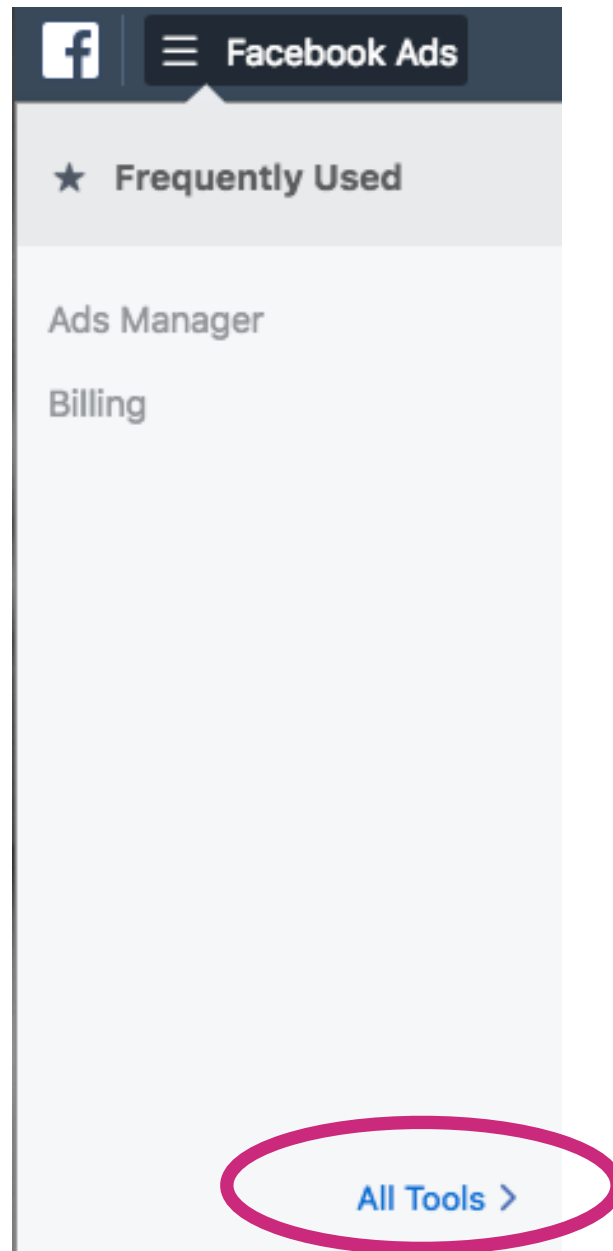 Facebook Ads
Frequently Used
Ads Manager
Billing
All Tools >